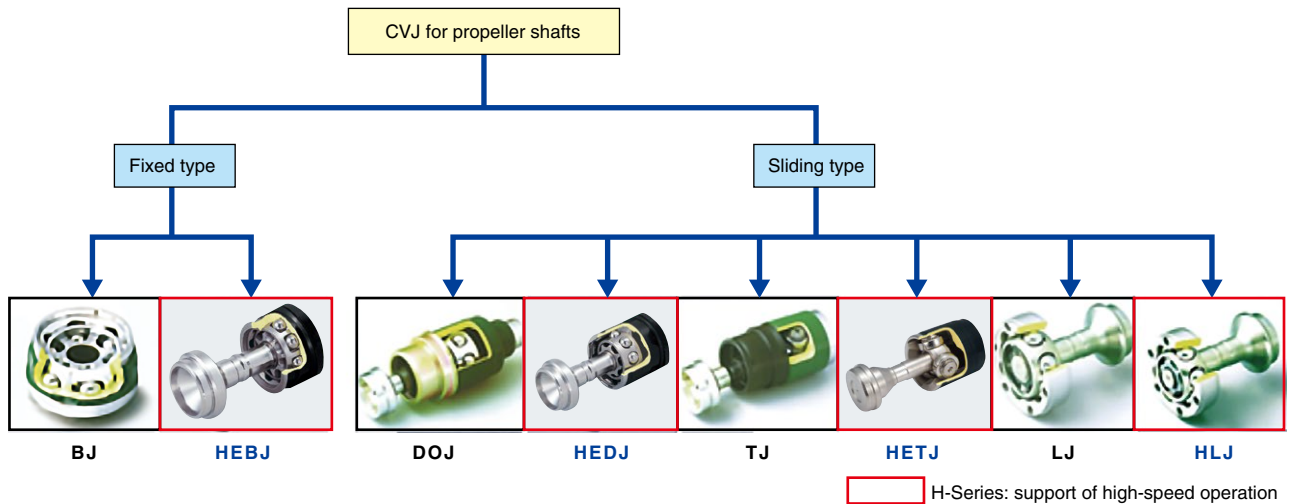 CVJ for propeller shafts
Fixed type
Sliding type
BJ
HEBJ
DOJ
HEDJ
TJ
HETJ
LJ
HLJ
H-Series: support of high-speed operation